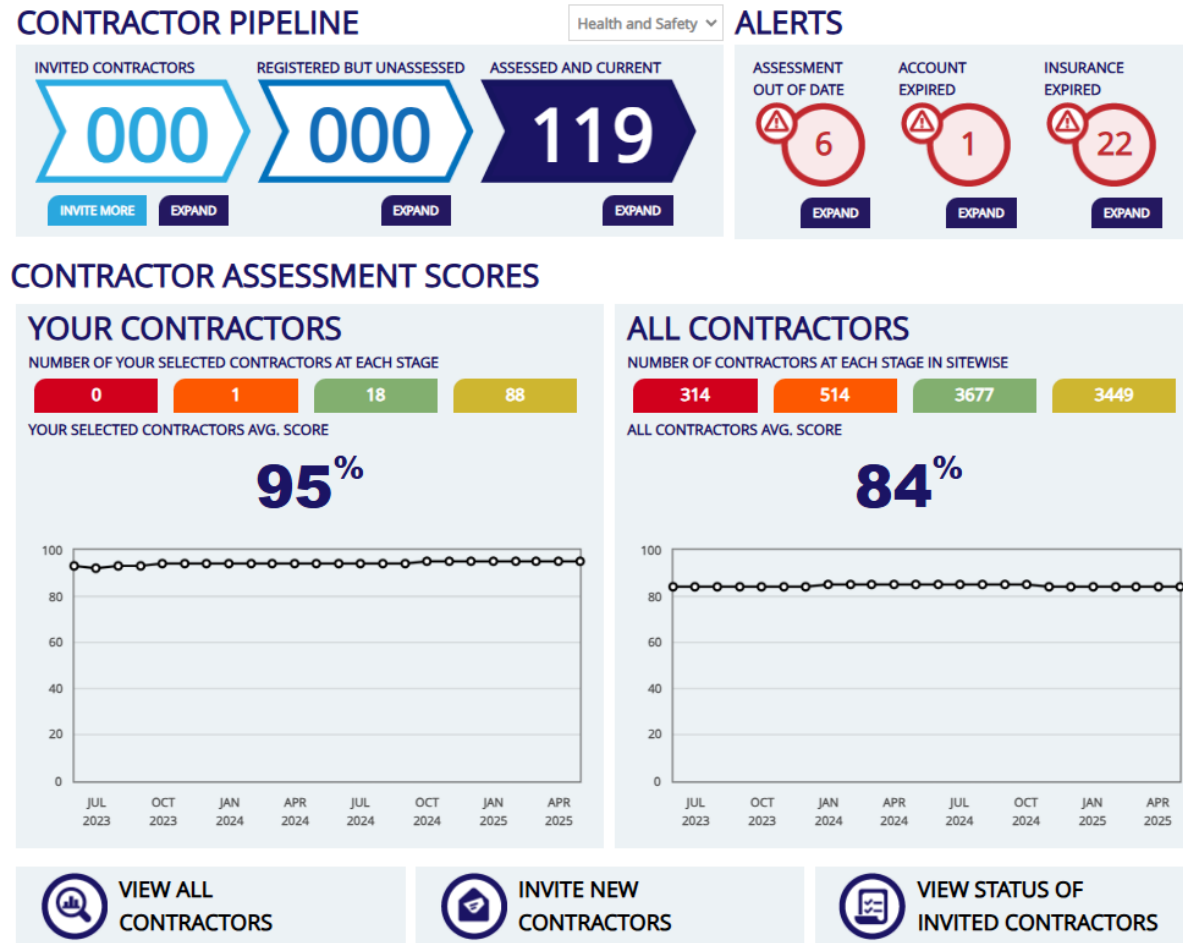 CONTRACTOR PIPELINE
Health and Safety
INVITED CONTRACTORS
000
INVITE MORE
EXPAND
REGISTERED BUT UNASSESSED
000
EXPAND
ASSESSED AND CURRENT
119
EXPAND
ALERTS
ASSESSMENT
OUT OF DATE
6
EXPAND
ACCOUNT
EXPIRED
1
EXPAND
INSURANCE
EXPIRED
22
EXPAND
CONTRACTOR ASSESSMENT SCORES
YOUR CONTRACTORS
NUMBER OF YOUR SELECTED CONTRACTORS AT EACH STAGE
0 1 18 88
YOUR SELECTED CONTRACTORS AVG. SCORE
95%
100
80
60
40
20
0
JUL 2023
OCT 2023
JAN 2024
APR 2024
JUL 2024
OCT 2024
JAN 2025
APR 2025
ALL CONTRACTORS
NUMBER OF CONTRACTORS AT EACH STAGE IN SITEWISE
314 514 3677 3449
ALL CONTRACTORS AVG. SCORE
84%
100
80
60
40
20
0
JUL 2023
OCT 2023
JAN 2024
APR 2024
JUL 2024
OCT 2024
JAN 2025
APR 2025
VIEW ALL
CONTRACTORS
INVITE NEW
CONTRACTORS
VIEW STATUS OF
INVITED CONTRACTORS